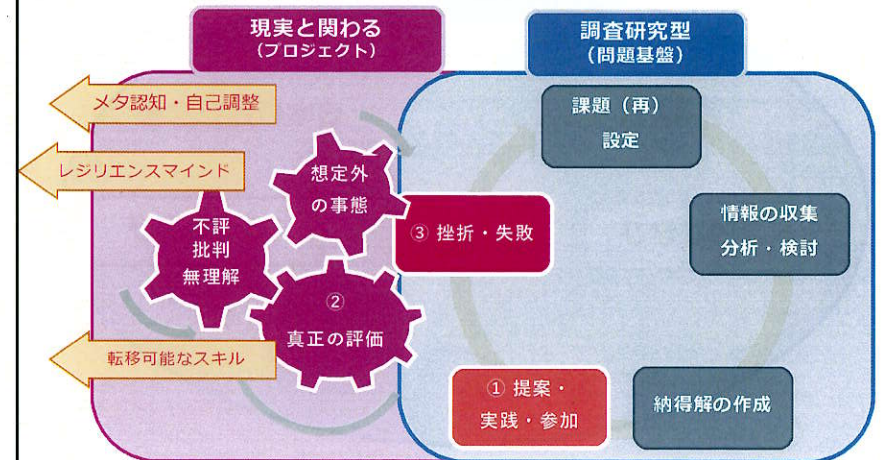 現実と関わる
(プロジェクト)
調査研究型
(問題基盤)
メタ認知・自己調整
レジリエンスマインド
転移可能なスキル
想定外
の事態
不評
批判
無理解
②
真正の評価
③ 挫折・失敗
① 提案・
実践・参加
課題(再)
設定
情報の収集
分析・検討
納得解の作成